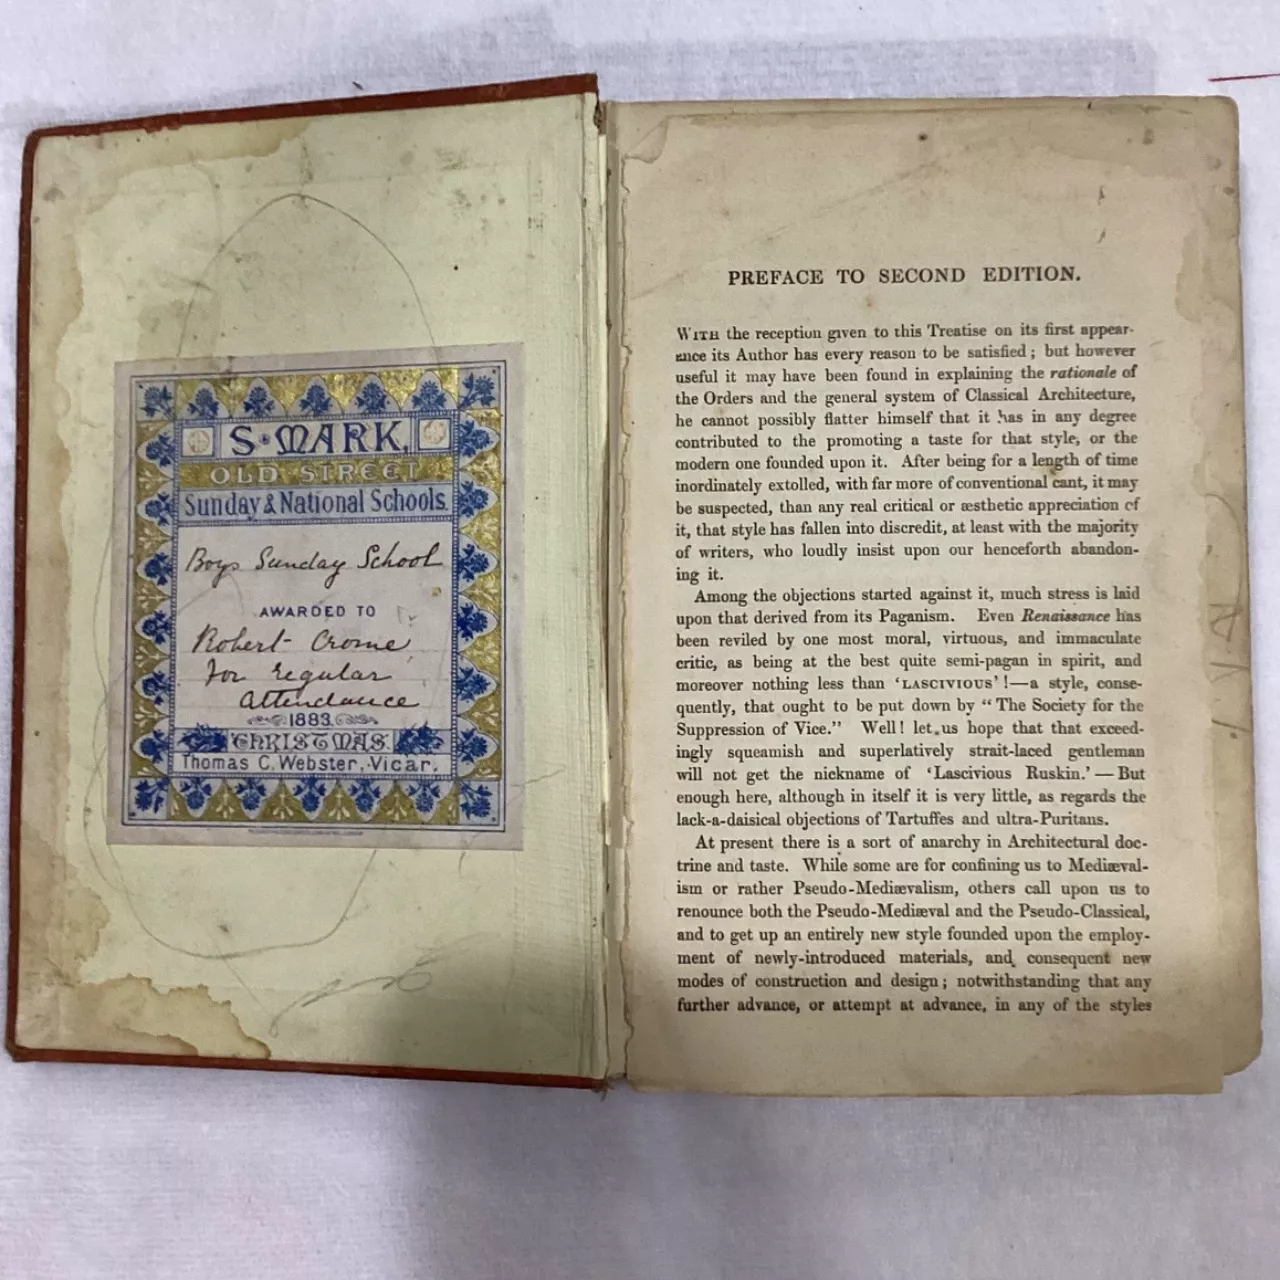 S. MARK,
OLD STREET
Sunday & National Schools.
Boys Sunday School
AWARDED TO
Robert Crome
for regular
attendance
1883.
CHRISTMAS.
Thomas C. Webster, Vicar.
PREFACE TO SECOND EDITION.
WITH the reception given to this Treatise on its first appear-
ance its Author has every reason to be satisfied; but however
useful it may have been found in explaining the rationale of
the Orders and the general system of Classical Architecture,
he cannot possibly flatter himself that it has in any degree
contributed to the promoting a taste for that style, or the
modern one founded upon it. After being for a length of time
inordinately extolled, with far more of conventional cant, it may
be suspected, than any real critical or æsthetic appreciation of
it, that style has fallen into discredit, at least with the majority
of writers, who loudly insist upon our henceforth abandon-
ing it.
Among the objections started against it, much stress is laid
upon that derived from its Paganism. Even Renaissance has
been reviled by one most moral, virtuous, and immaculate
critic, as being at the best quite semi-pagan in spirit, and
moreover nothing less than ‘LASCIVIOUS’!—a style, conse-
quently, that ought to be put down by “The Society for the
Suppression of Vice.” Well! let us hope that that exceed-
ingly squeamish and superlatively strait-laced gentleman
will not get the nickname of ‘Lascivious Ruskin.’—But
enough here, although in itself it is very little, as regards the
lack-a-daisical objections of Tartuffes and ultra-Puritans.
At present there is a sort of anarchy in Architectural doc-
trine and taste. While some are for confining us to Mediæval-
ism or rather Pseudo-Mediævalism, others call upon us to
renounce both the Pseudo-Mediæval and the Pseudo-Classical,
and to get up an entirely new style founded upon the employ-
ment of newly-introduced materials, and consequent new
modes of construction and design; notwithstanding that any
further advance, or attempt at advance, in any of the styles